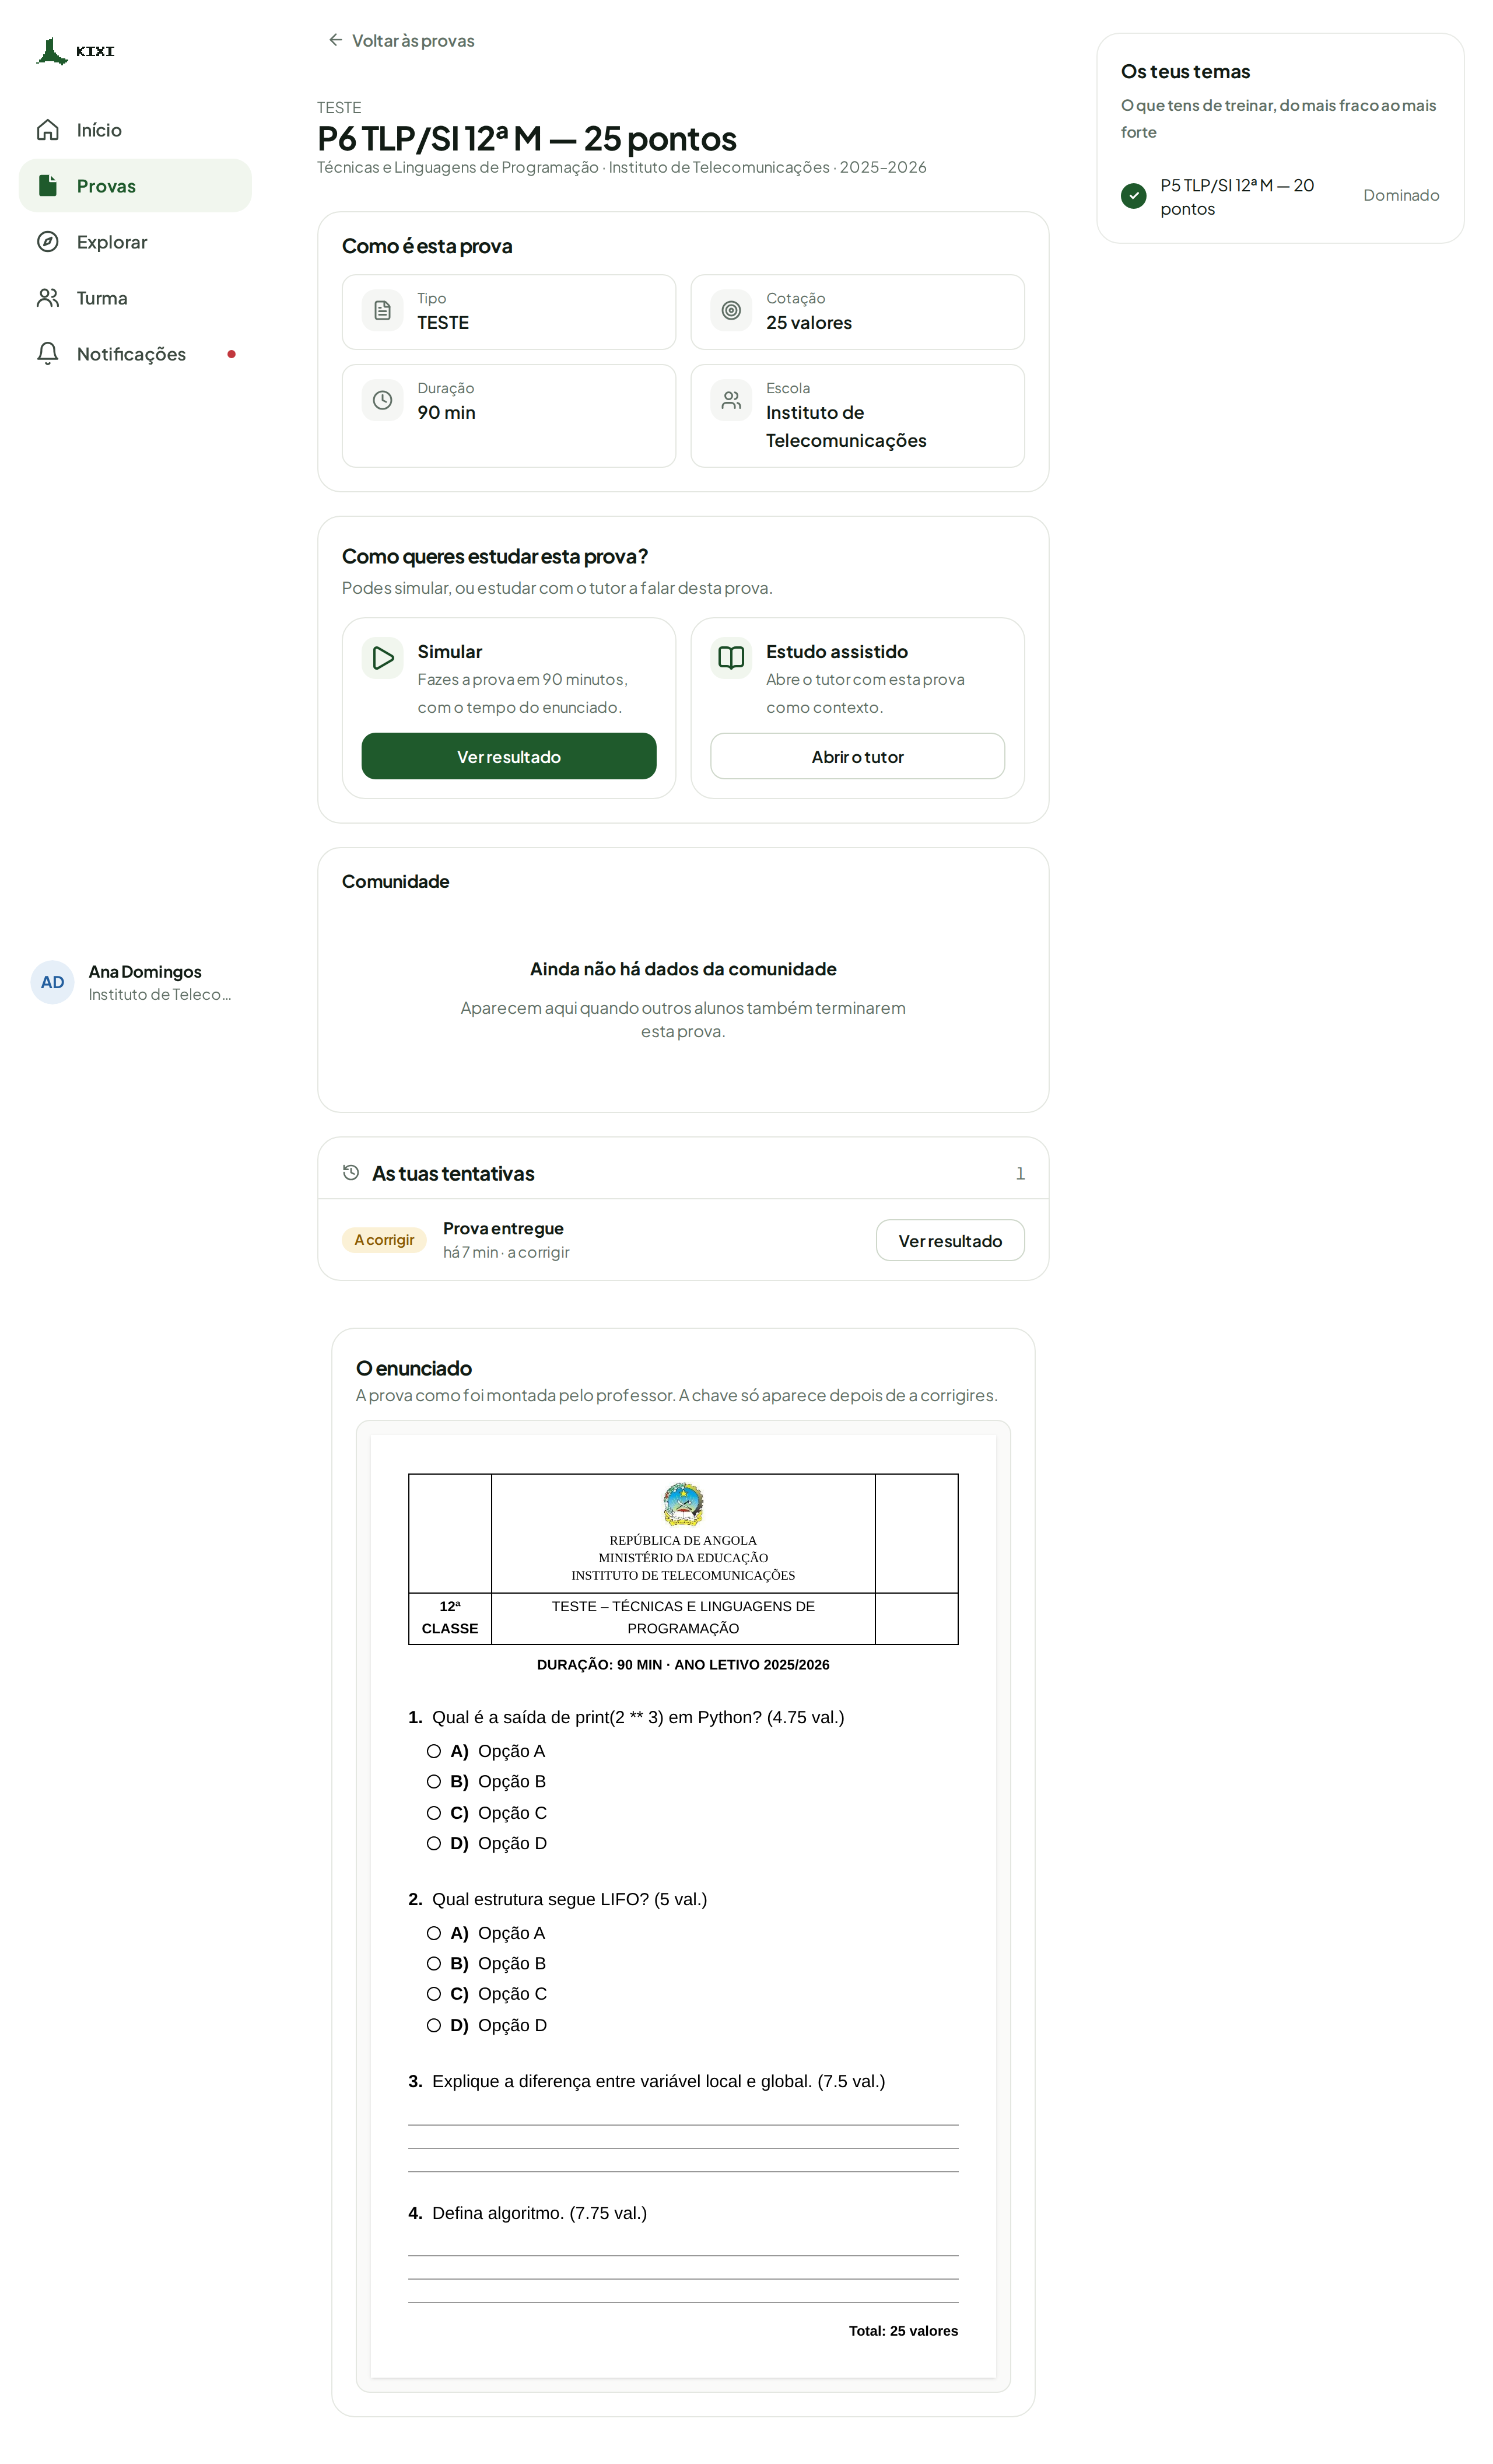 KIXI
Início
Provas
Explorar
Turma
Notificações
Ana Domingos
Instituto de Teleco...
Voltar às provas
TESTE
P6 TLP/SI 12ª M — 25 pontos
Técnicas e Linguagens de Programação · Instituto de Telecomunicações · 2025–2026
Como é esta prova
Tipo
TESTE
Cotação
25 valores
Duração
90 min
Escola
Instituto de
Telecomunicações
Como queres estudar esta prova?
Podes simular, ou estudar com o tutor a falar desta prova.
Simular
Fazes a prova em 90 minutos,
com o tempo do enunciado.
Ver resultado
Estudo assistido
Abre o tutor com esta prova
como contexto.
Abrir o tutor
Comunidade
Ainda não há dados da comunidade
Aparecem aqui quando outros alunos também terminarem
esta prova.
As tuas tentativas
1
A corrigir
Prova entregue
há 7 min · a corrigir
Ver resultado
O enunciado
A prova como foi montada pelo professor. A chave só aparece depois de a corrigires.
REPÚBLICA DE ANGOLA
MINISTÉRIO DA EDUCAÇÃO
INSTITUTO DE TELECOMUNICAÇÕES
12ª
CLASSE
TESTE – TÉCNICAS E LINGUAGENS DE
PROGRAMAÇÃO
DURAÇÃO: 90 MIN · ANO LETIVO 2025/2026
1. Qual é a saída de print(2 ** 3) em Python? (4.75 val.)
A) Opção A
B) Opção B
C) Opção C
D) Opção D
2. Qual estrutura segue LIFO? (5 val.)
A) Opção A
B) Opção B
C) Opção C
D) Opção D
3. Explique a diferença entre variável local e global. (7.5 val.)
4. Defina algoritmo. (7.75 val.)
Total: 25 valores
Os teus temas
O que tens de treinar, do mais fraco ao mais
forte
P5 TLP/SI 12ª M — 20
pontos
Dominado
AD